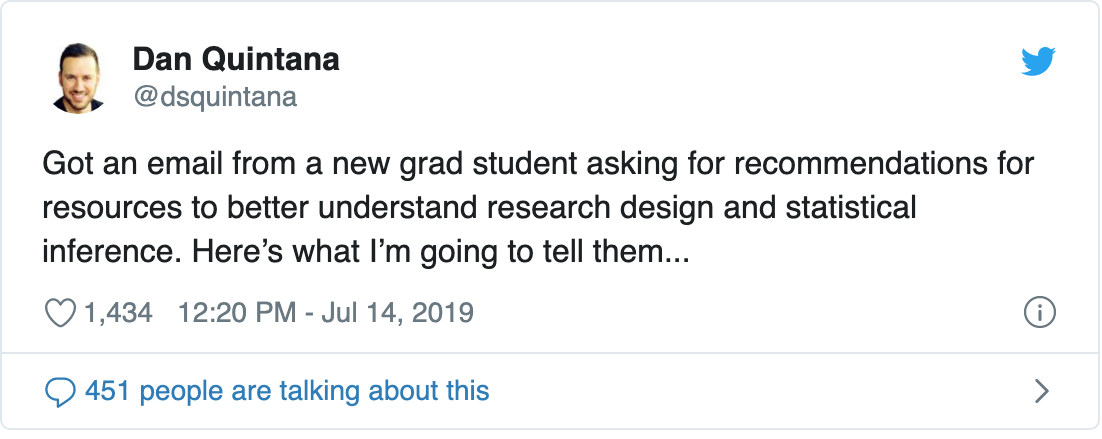 Dan Quintana
@dsquintana
Got an email from a new grad student asking for recommendations for
resources to better understand research design and statistical
inference. Here’s what I’m going to tell them...
1,434 12:20 PM - Jul 14, 2019
451 people are talking about this